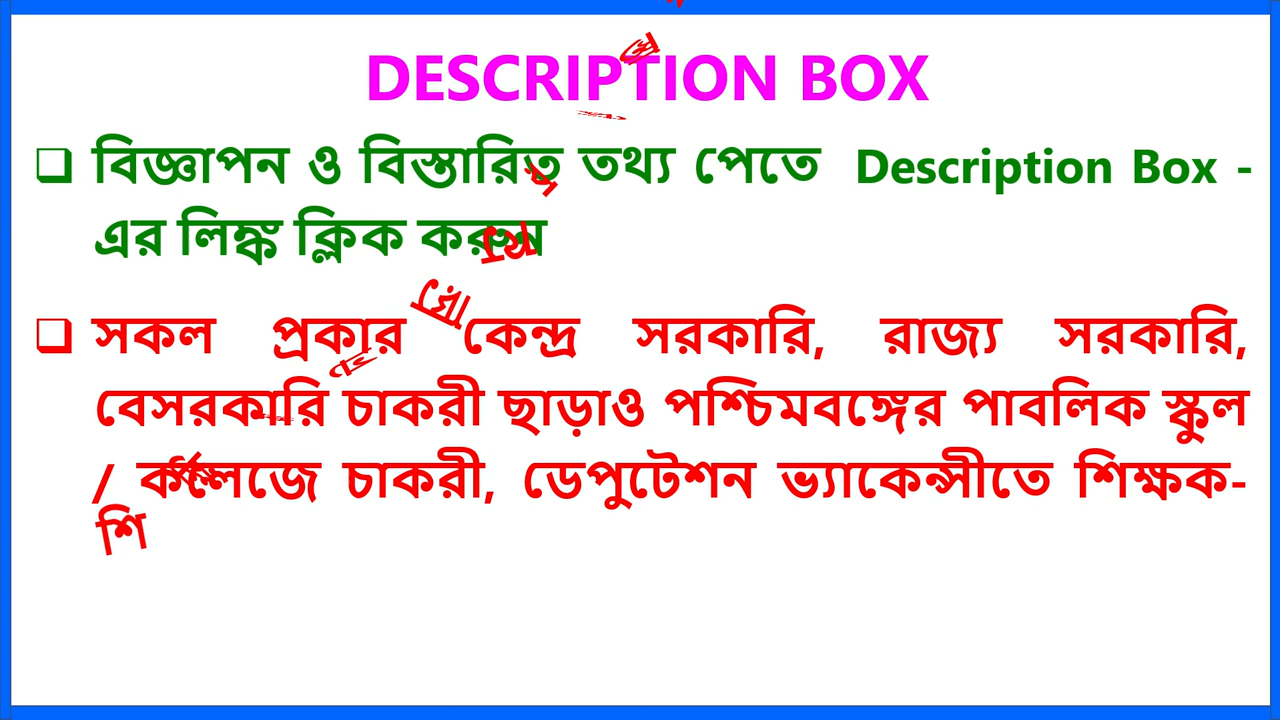 DESCRIPTION BOX
❑ বিজ্ঞাপন ও বিস্তারিত তথ্য পেতে Description Box -
এর লিঙ্ক ক্লিক করুন
❑ সকল প্রকার কেন্দ্র সরকারি, রাজ্য সরকারি,
বেসরকারি চাকরী ছাড়াও পশ্চিমবঙ্গের পাবলিক স্কুল
/ কলেজে চাকরী, ডেপুটেশন ভ্যাকেন্সীতে শিক্ষক-
শি